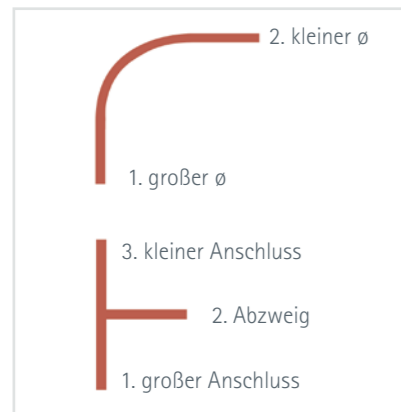 2. kleiner ø
1. großer ø
3. kleiner Anschluss
2. Abzweig
1. großer Anschluss